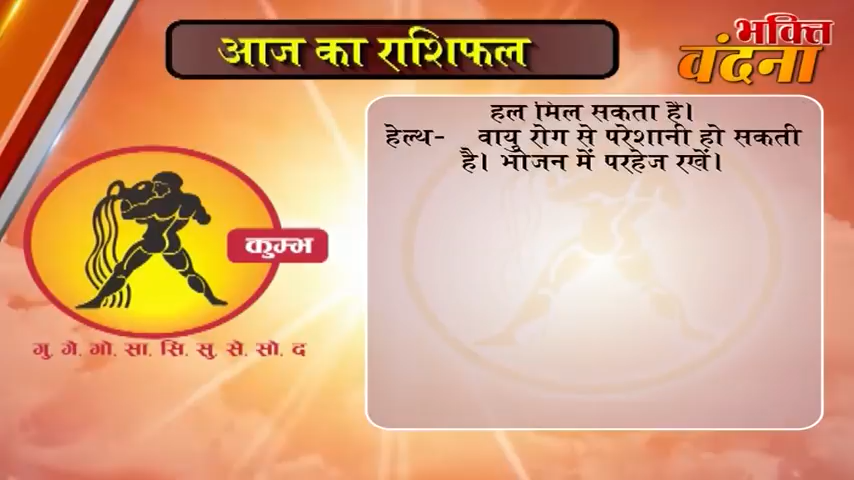 आज का राशिफल
भक्ति
वंदना
हल मिल सकता है।
हेल्थ- वायु रोग से परेशानी हो सकती
है। भोजन में परहेज रखें।
कुम्भ
गु, गे, गो, सा, सि, सु, से, सो, द